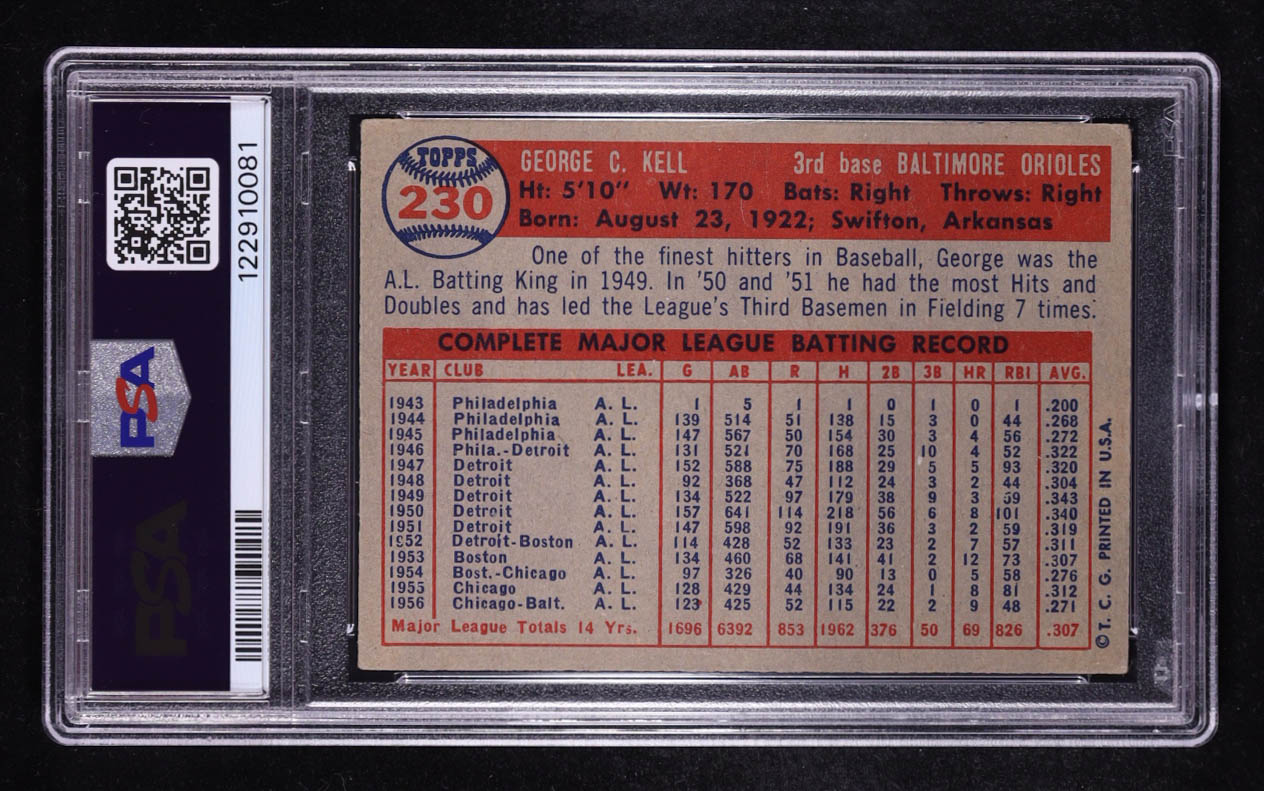 122910081
PSA
PSA
TOPPS
230
GEORGE C. KELL 3rd base BALTIMORE ORIOLES
Ht: 5'10" Wt: 170 Bats: Right Throws: Right
Born: August 23, 1922; Swifton, Arkansas
One of the finest hitters in Baseball, George was the
A.L. Batting King in 1949. In '50 and '51 he had the most Hits and
Doubles and has led the League's Third Basemen in Fielding 7 times.
COMPLETE MAJOR LEAGUE BATTING RECORD
YEAR CLUB LEA. G AB R H 2B 3B HR RBI AVG.
1943 Philadelphia A. L. 1 5 1 1 0 1 0 1 .200
1944 Philadelphia A. L. 139 514 51 138 15 3 0 44 .268
1945 Philadelphia A. L. 147 567 50 154 30 3 4 56 .272
1946 Phila.-Detroit A. L. 131 521 70 168 25 10 4 52 .322
1947 Detroit A. L. 152 588 75 188 29 5 5 93 .320
1948 Detroit A. L. 92 368 47 112 24 3 2 44 .304
1949 Detroit A. L. 134 522 97 179 38 9 3 59 .343
1950 Detroit A. L. 157 641 114 218 56 6 8 101 .340
1951 Detroit A. L. 147 598 92 191 36 3 2 59 .319
1952 Detroit-Boston A. L. 114 428 52 133 23 2 7 57 .311
1953 Boston A. L. 134 460 68 141 41 2 12 73 .307
1954 Bost.-Chicago A. L. 97 326 40 90 13 0 5 58 .276
1955 Chicago A. L. 128 429 44 134 24 1 8 81 .312
1956 Chicago-Balt. A. L. 123 425 52 115 22 2 9 48 .271
Major League Totals 14 Yrs. 1696 6392 853 1962 376 50 69 826 .307
© T. C. G. PRINTED IN U.S.A.